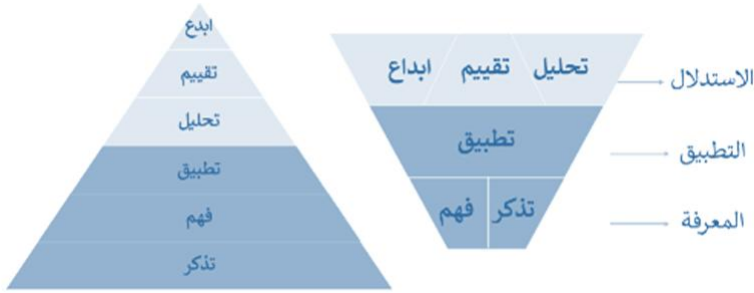 ابدع
تقييم
تحليل
تطبيق
فهم
تذكر
تحليل تقييم ابداع
تطبيق
تذكر فهم
الاستدلال
التطبيق
المعرفة